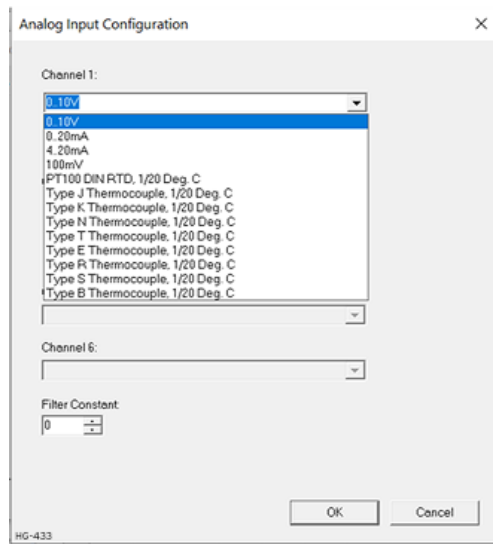 Analog Input Configuration
Channel 1:
0..10V
0..10V
0..20mA
4..20mA
100mV
PT100 DIN RTD, 1/20 Deg. C
Type J Thermocouple, 1/20 Deg. C
Type K Thermocouple, 1/20 Deg. C
Type N Thermocouple, 1/20 Deg. C
Type T Thermocouple, 1/20 Deg. C
Type E Thermocouple, 1/20 Deg. C
Type R Thermocouple, 1/20 Deg. C
Type S Thermocouple, 1/20 Deg. C
Type B Thermocouple, 1/20 Deg. C
Channel 6:
Filter Constant:
0
OK Cancel
HG-433